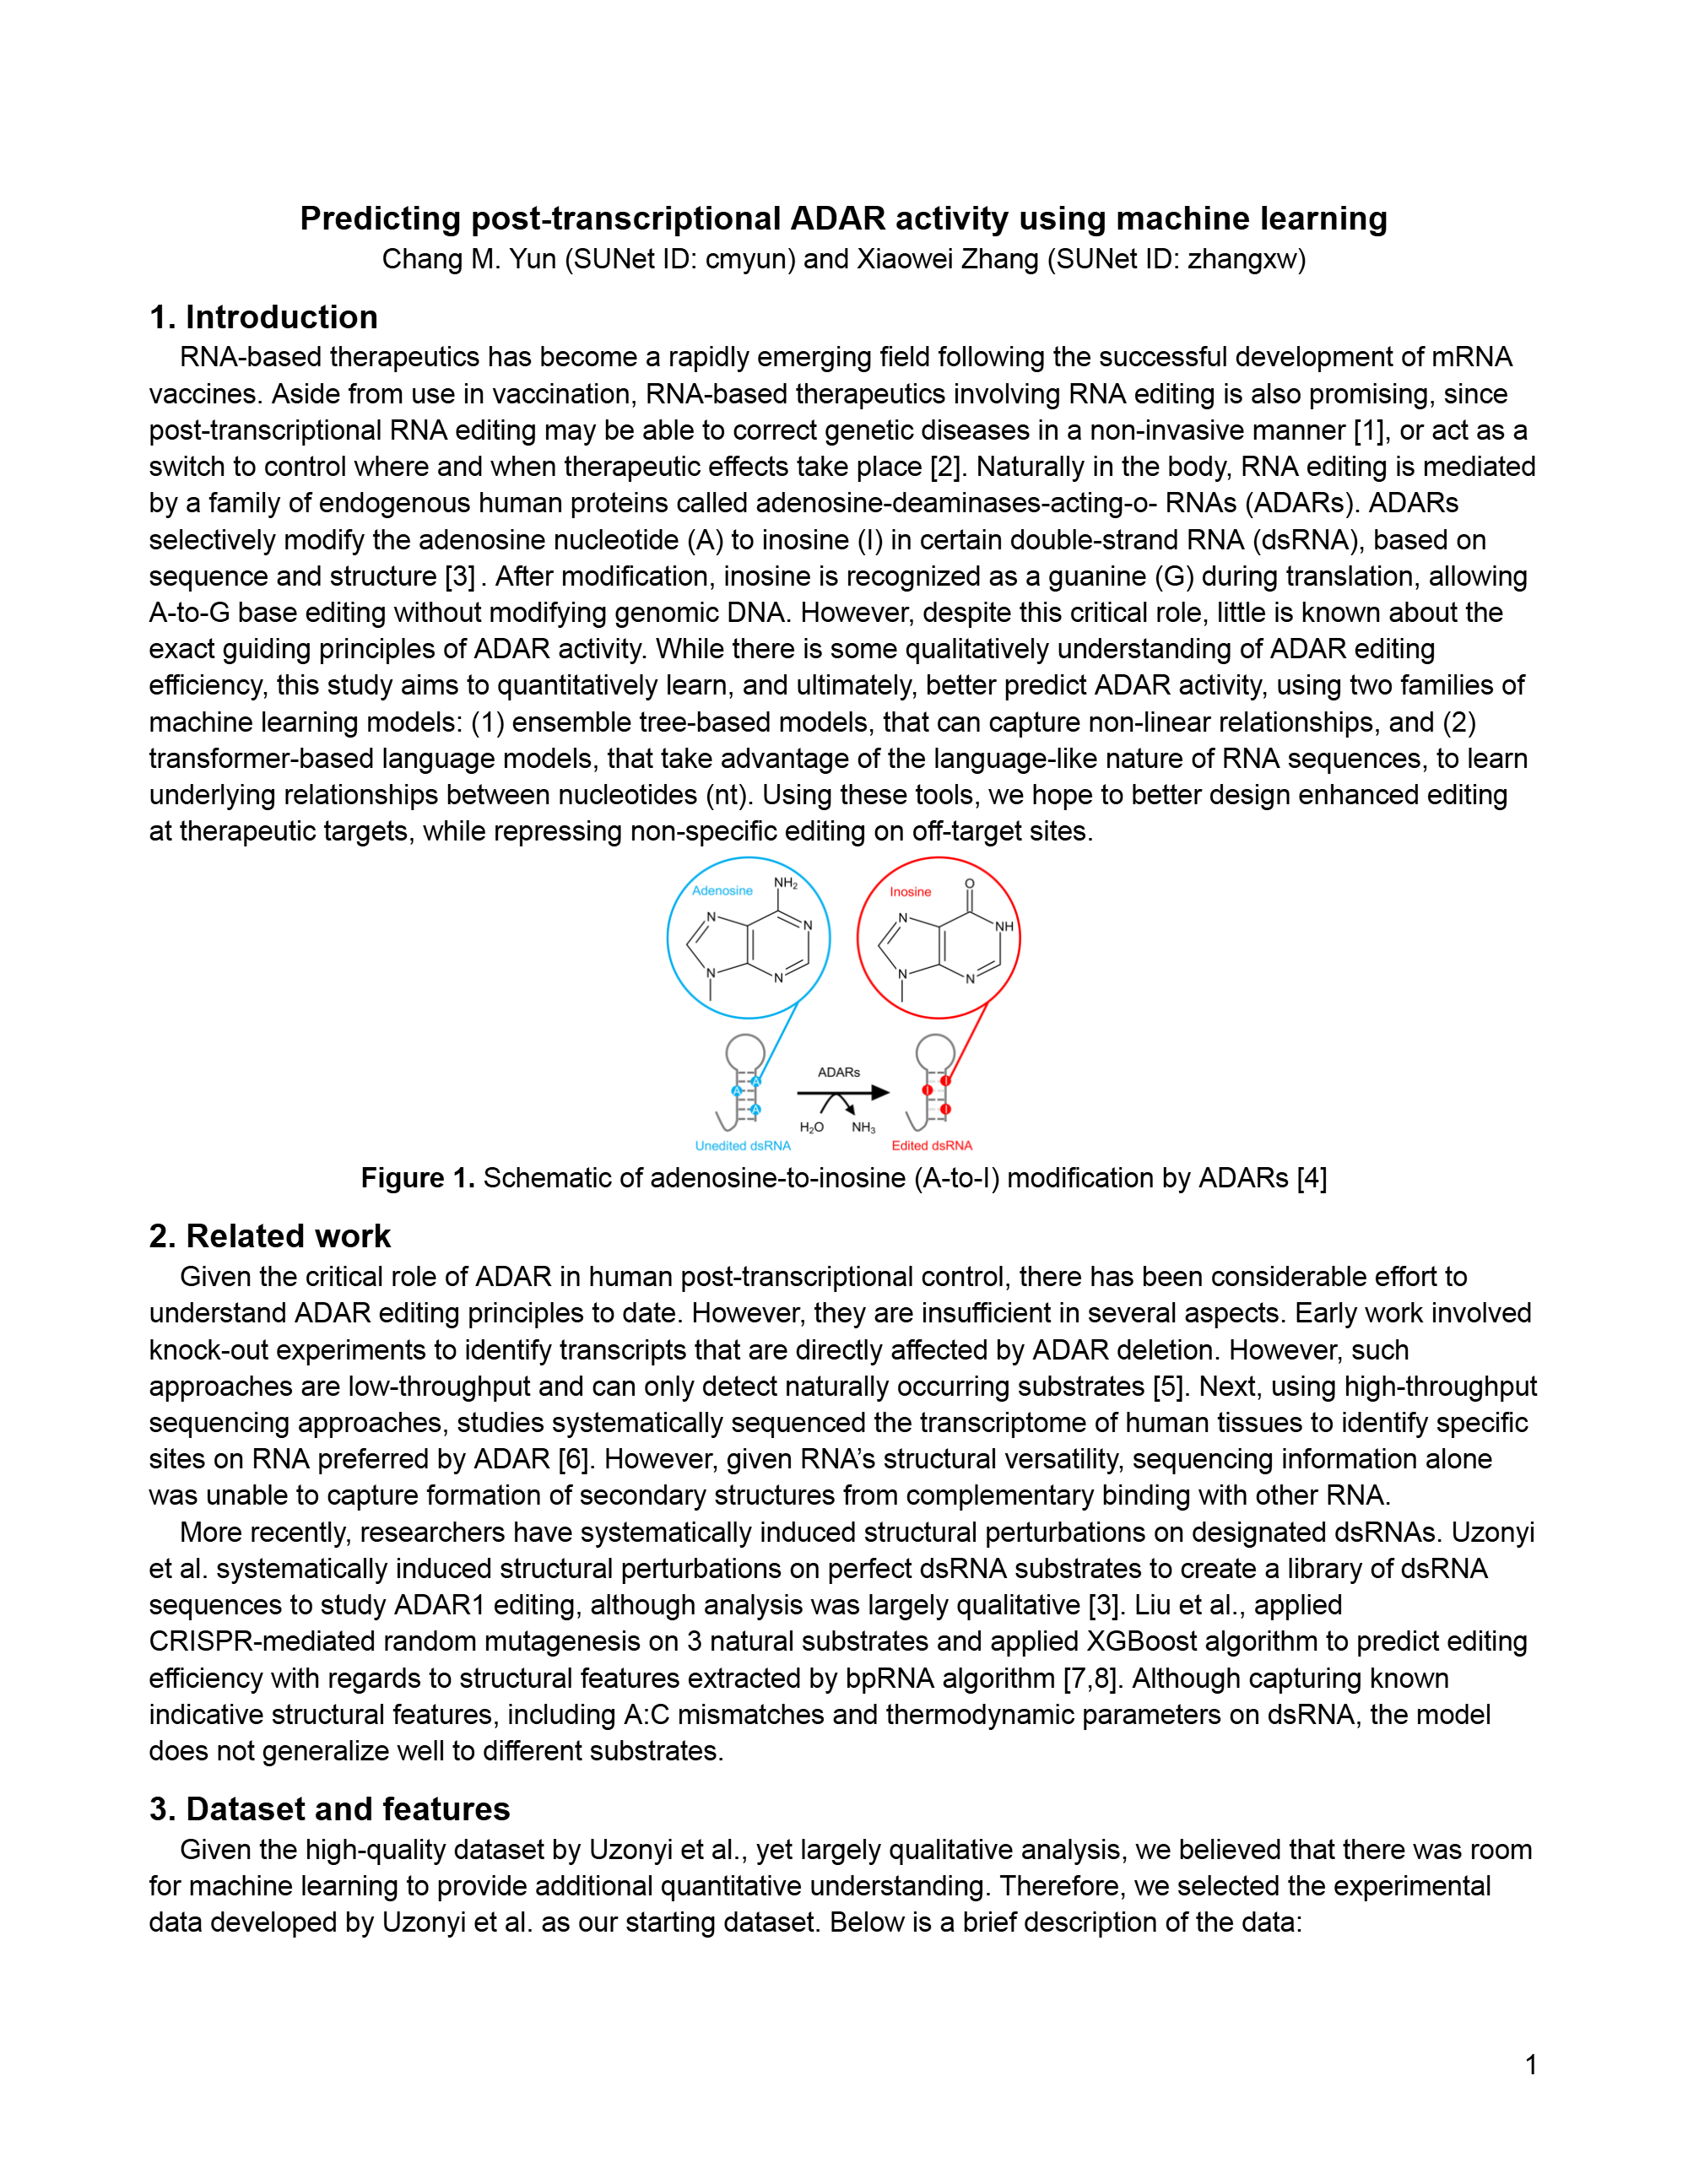 Predicting post-transcriptional ADAR activity using machine learning
Chang M. Yun (SUNet ID: cmyun) and Xiaowei Zhang (SUNet ID: zhangxw)
1. Introduction
RNA-based therapeutics has become a rapidly emerging field following the successful development of mRNA
vaccines. Aside from use in vaccination, RNA-based therapeutics involving RNA editing is also promising, since
post-transcriptional RNA editing may be able to correct genetic diseases in a non-invasive manner [1], or act as a
switch to control where and when therapeutic effects take place [2]. Naturally in the body, RNA editing is mediated
by a family of endogenous human proteins called adenosine-deaminases-acting-o- RNAs (ADARs). ADARs
selectively modify the adenosine nucleotide (A) to inosine (I) in certain double-strand RNA (dsRNA), based on
sequence and structure [3] . After modification, inosine is recognized as a guanine (G) during translation, allowing
A-to-G base editing without modifying genomic DNA. However, despite this critical role, little is known about the
exact guiding principles of ADAR activity. While there is some qualitatively understanding of ADAR editing
efficiency, this study aims to quantitatively learn, and ultimately, better predict ADAR activity, using two families of
machine learning models: (1) ensemble tree-based models, that can capture non-linear relationships, and (2)
transformer-based language models, that take advantage of the language-like nature of RNA sequences, to learn
underlying relationships between nucleotides (nt). Using these tools, we hope to better design enhanced editing
at therapeutic targets, while repressing non-specific editing on off-target sites.
Adenosine
NH₂
N
N
N
N
Inosine
O
N
NH
N
N
A
A
A
ADARs
H₂O
NH₃
I
I
I
Unedited dsRNA
Edited dsRNA
Figure 1. Schematic of adenosine-to-inosine (A-to-I) modification by ADARs [4]
2. Related work
Given the critical role of ADAR in human post-transcriptional control, there has been considerable effort to
understand ADAR editing principles to date. However, they are insufficient in several aspects. Early work involved
knock-out experiments to identify transcripts that are directly affected by ADAR deletion. However, such
approaches are low-throughput and can only detect naturally occurring substrates [5]. Next, using high-throughput
sequencing approaches, studies systematically sequenced the transcriptome of human tissues to identify specific
sites on RNA preferred by ADAR [6]. However, given RNA’s structural versatility, sequencing information alone
was unable to capture formation of secondary structures from complementary binding with other RNA.
More recently, researchers have systematically induced structural perturbations on designated dsRNAs. Uzonyi
et al. systematically induced structural perturbations on perfect dsRNA substrates to create a library of dsRNA
sequences to study ADAR1 editing, although analysis was largely qualitative [3]. Liu et al., applied
CRISPR-mediated random mutagenesis on 3 natural substrates and applied XGBoost algorithm to predict editing
efficiency with regards to structural features extracted by bpRNA algorithm [7,8]. Although capturing known
indicative structural features, including A:C mismatches and thermodynamic parameters on dsRNA, the model
does not generalize well to different substrates.
3. Dataset and features
Given the high-quality dataset by Uzonyi et al., yet largely qualitative analysis, we believed that there was room
for machine learning to provide additional quantitative understanding. Therefore, we selected the experimental
data developed by Uzonyi et al. as our starting dataset. Below is a brief description of the data:
1